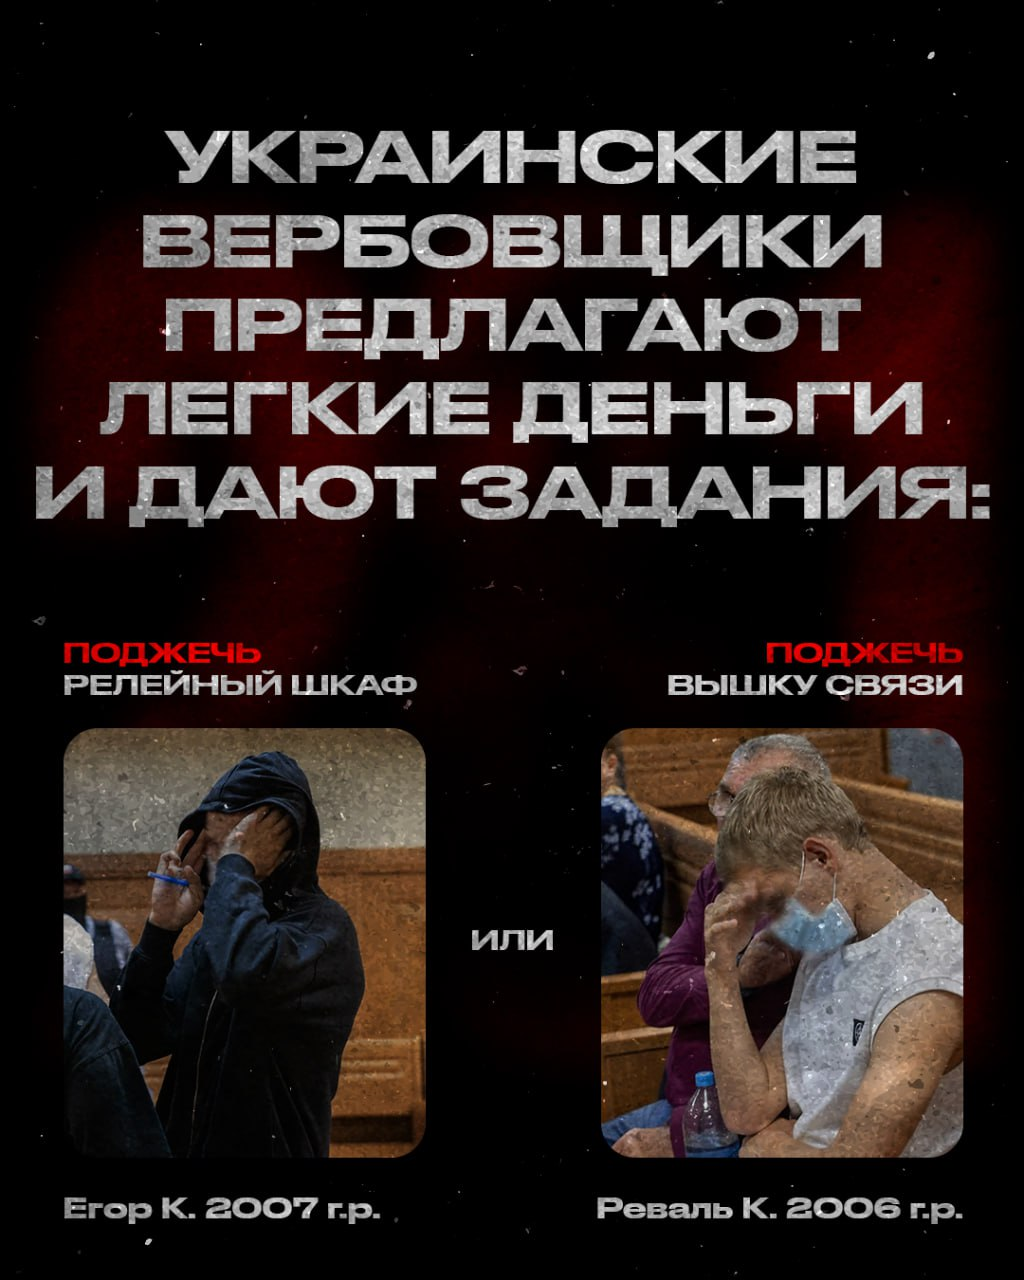 УКРАИНСКИЕ
ВЕРБОВЩИКИ
ПРЕДЛАГАЮТ
ЛЕГКИЕ ДЕНЬГИ
И ДАЮТ ЗАДАНИЯ:
ПОДЖЕЧЬ
РЕЛЕЙНЫЙ ШКАФ
ИЛИ
ПОДЖЕЧЬ
ВЫШКУ СВЯЗИ
Егор К. 2007 г.р.
Реваль К. 2006 г.р.